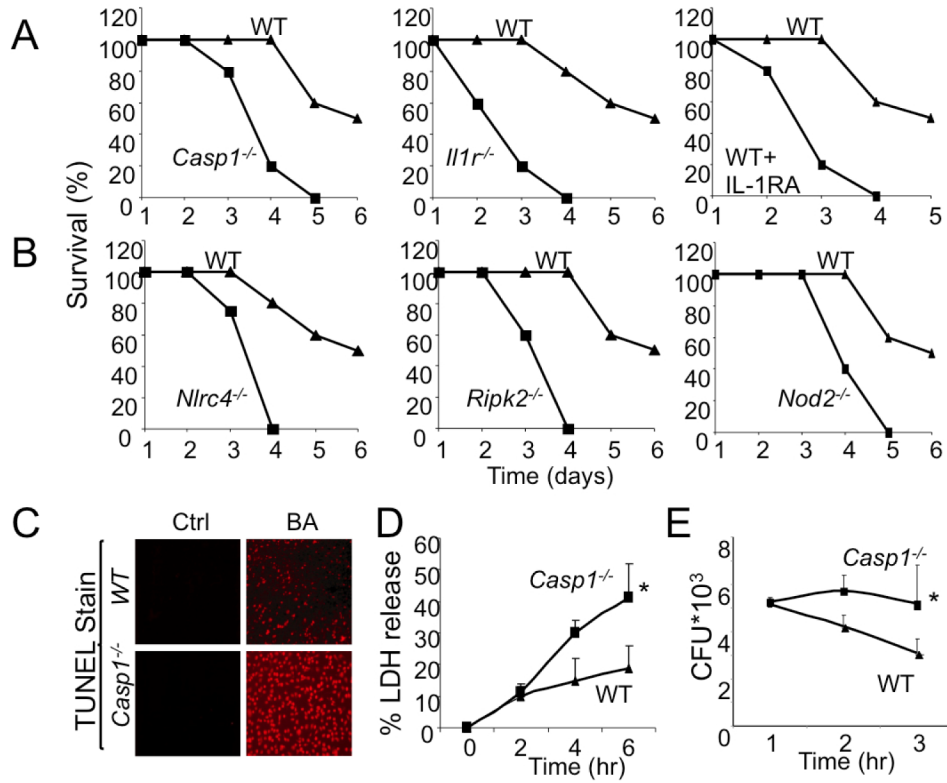 A
Survival (%)
120
100
80
60
40
20
0
WT
Casp1-/-
1 2 3 4 5 6
120
100
80
60
40
20
0
WT
Il1r-/-
1 2 3 4 5 6
120
100
80
60
40
20
0
WT
WT+
IL-1RA
1 2 3 4 5
B
120
100
80
60
40
20
0
WT
Nlrc4-/-
1 2 3 4 5 6
120
100
80
60
40
20
0
WT
Ripk2-/-
1 2 3 4 5 6
120
100
80
60
40
20
0
WT
Nod2-/-
1 2 3 4 5 6
Time (days)
C
Ctrl BA
TUNEL Stain
WT
Casp1-/-
D
% LDH release
60
50
40
30
20
10
0
Casp1-/-
*
WT
0 2 4 6
Time (hr)
E
CFU*10³
8
6
4
2
0
Casp1-/-
*
WT
1 2 3
Time (hr)